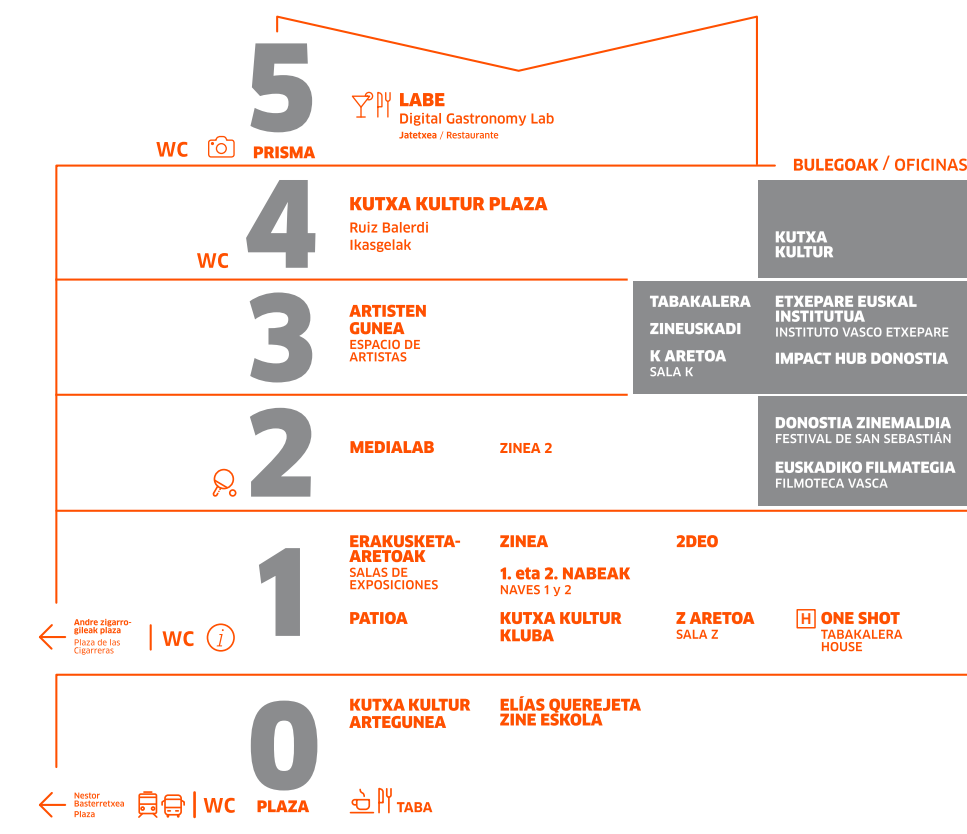 5
LABE
Digital Gastronomy Lab
Jatetxea / Restaurante
WC
PRISMA
BULEGOAK / OFICINAS
4
KUTXA KULTUR PLAZA
Ruiz Balerdi
Ikasgelak
WC
KUTXA
KULTUR
3
ARTISTEN
GUNEA
ESPACIO DE
ARTISTAS
TABAKALERA
ZINEUSKADI
K ARETOA
SALA K
ETXEPARE EUSKAL
INSTITUTUA
INSTITUTO VASCO ETXEPARE
IMPACT HUB DONOSTIA
2
MEDIALAB
ZINEA 2
DONOSTIA ZINEMALDIA
FESTIVAL DE SAN SEBASTIÁN
EUSKADIKO FILMATEGIA
FILMOTECA VASCA
1
ERAKUSKETA-
ARETOAK
SALAS DE
EXPOSICIONES
PATIOA
ZINEA
1. eta 2. NABEAK
NAVES 1 y 2
KUTXA KULTUR
KLUBA
2DEO
Z ARETOA
SALA Z
H ONE SHOT
TABAKALERA
HOUSE
Andre zigarro-
gileak plaza
Plaza de las
Cigarreras
WC
i
0
KUTXA KULTUR
ARTEGUNEA
ELÍAS QUEREJETA
ZINE ESKOLA
Nestor
Basterretxea
Plaza
WC
PLAZA
TABA